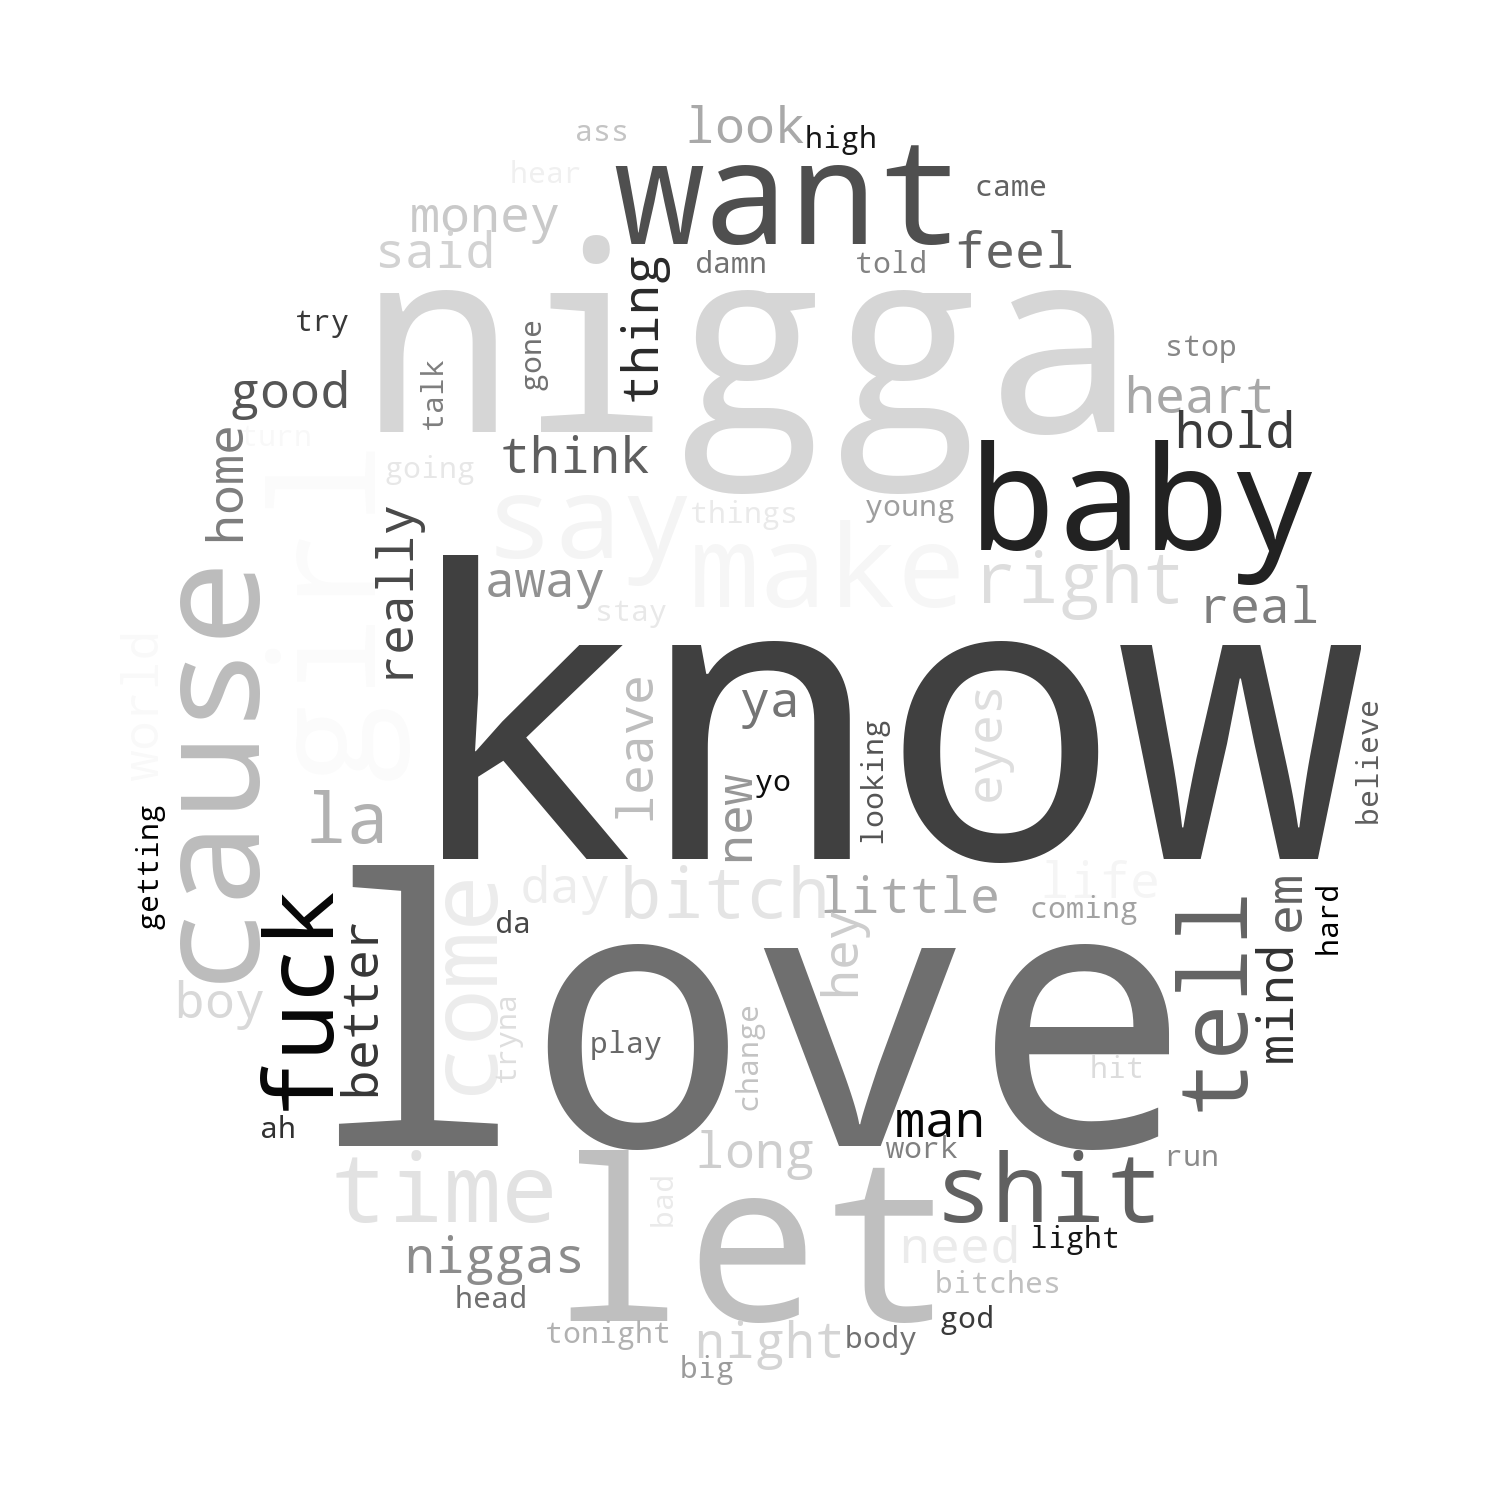 ass
look
high
hear
want
came
money
said
feel
damn
told
thing
nigga
try
gone
stop
talk
good
heart
hold
turn
home
think
going
baby
girl
say
things
young
make
right
really
away
stay
real
know
world
cause
leave
ya
eyes
believe
looking
new
yo
la
getting
love
come
day
bitch
little
life
coming
tell
em
hard
fuck
better
da
hey
mind
boy
tryna
play
change
hit
man
ah
work
long
run
time
let
bad
shit
niggas
need
light
bitches
head
god
tonight
night
body
big